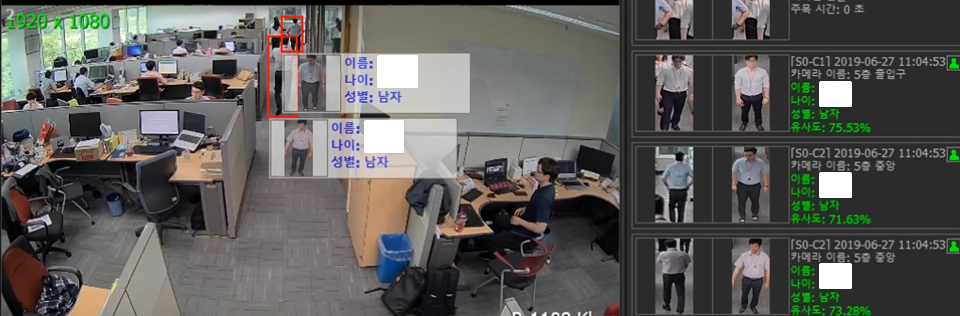 1920 x 1080
이름:
나이:
성별: 남자
이름:
나이:
성별: 남자
주목 시간: 0 초
[S0-C1] 2019-06-27 11:04:53
카메라 이름: 5층 출입구
이름:
나이:
성별: 남자
유사도: 75.53%
[S0-C2] 2019-06-27 11:04:53
카메라 이름: 5층 중앙
이름:
나이:
성별: 남자
유사도: 71.63%
[S0-C2] 2019-06-27 11:04:53
카메라 이름: 5층 중앙
이름:
나이:
성별: 남자
유사도: 73.28%